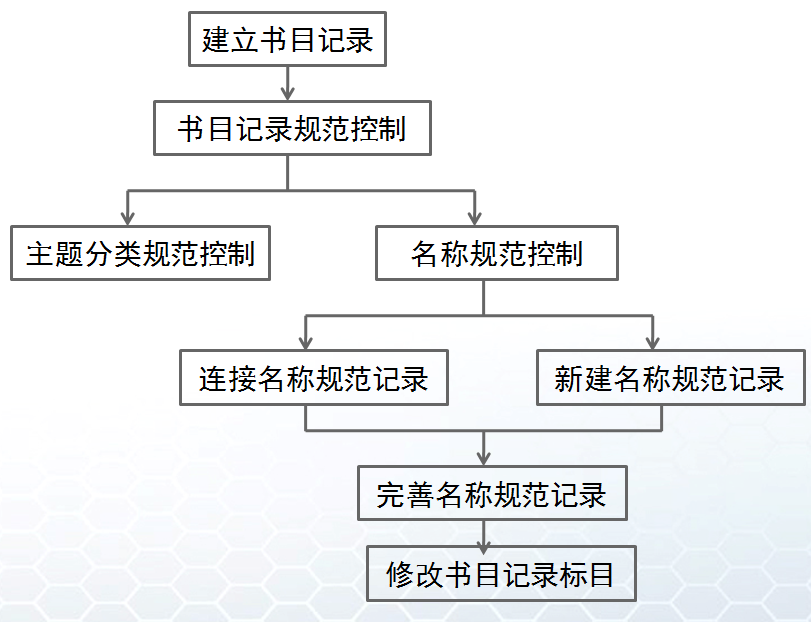 建立书目记录
书目记录规范控制
主题分类规范控制
名称规范控制
连接名称规范记录
新建名称规范记录
完善名称规范记录
修改书目记录标目